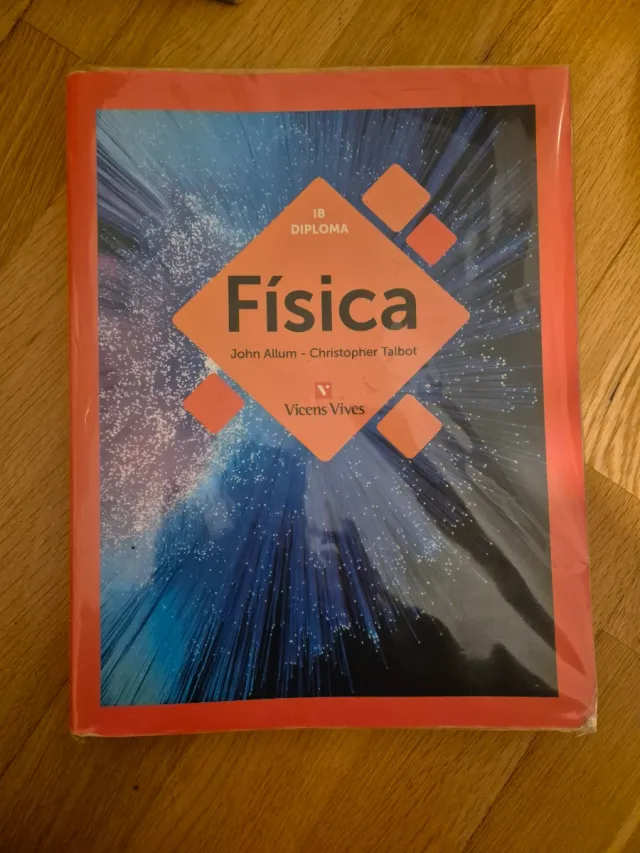 IB
DIPLOMA
Física
John Allum - Christopher Talbot
Vicens Vives